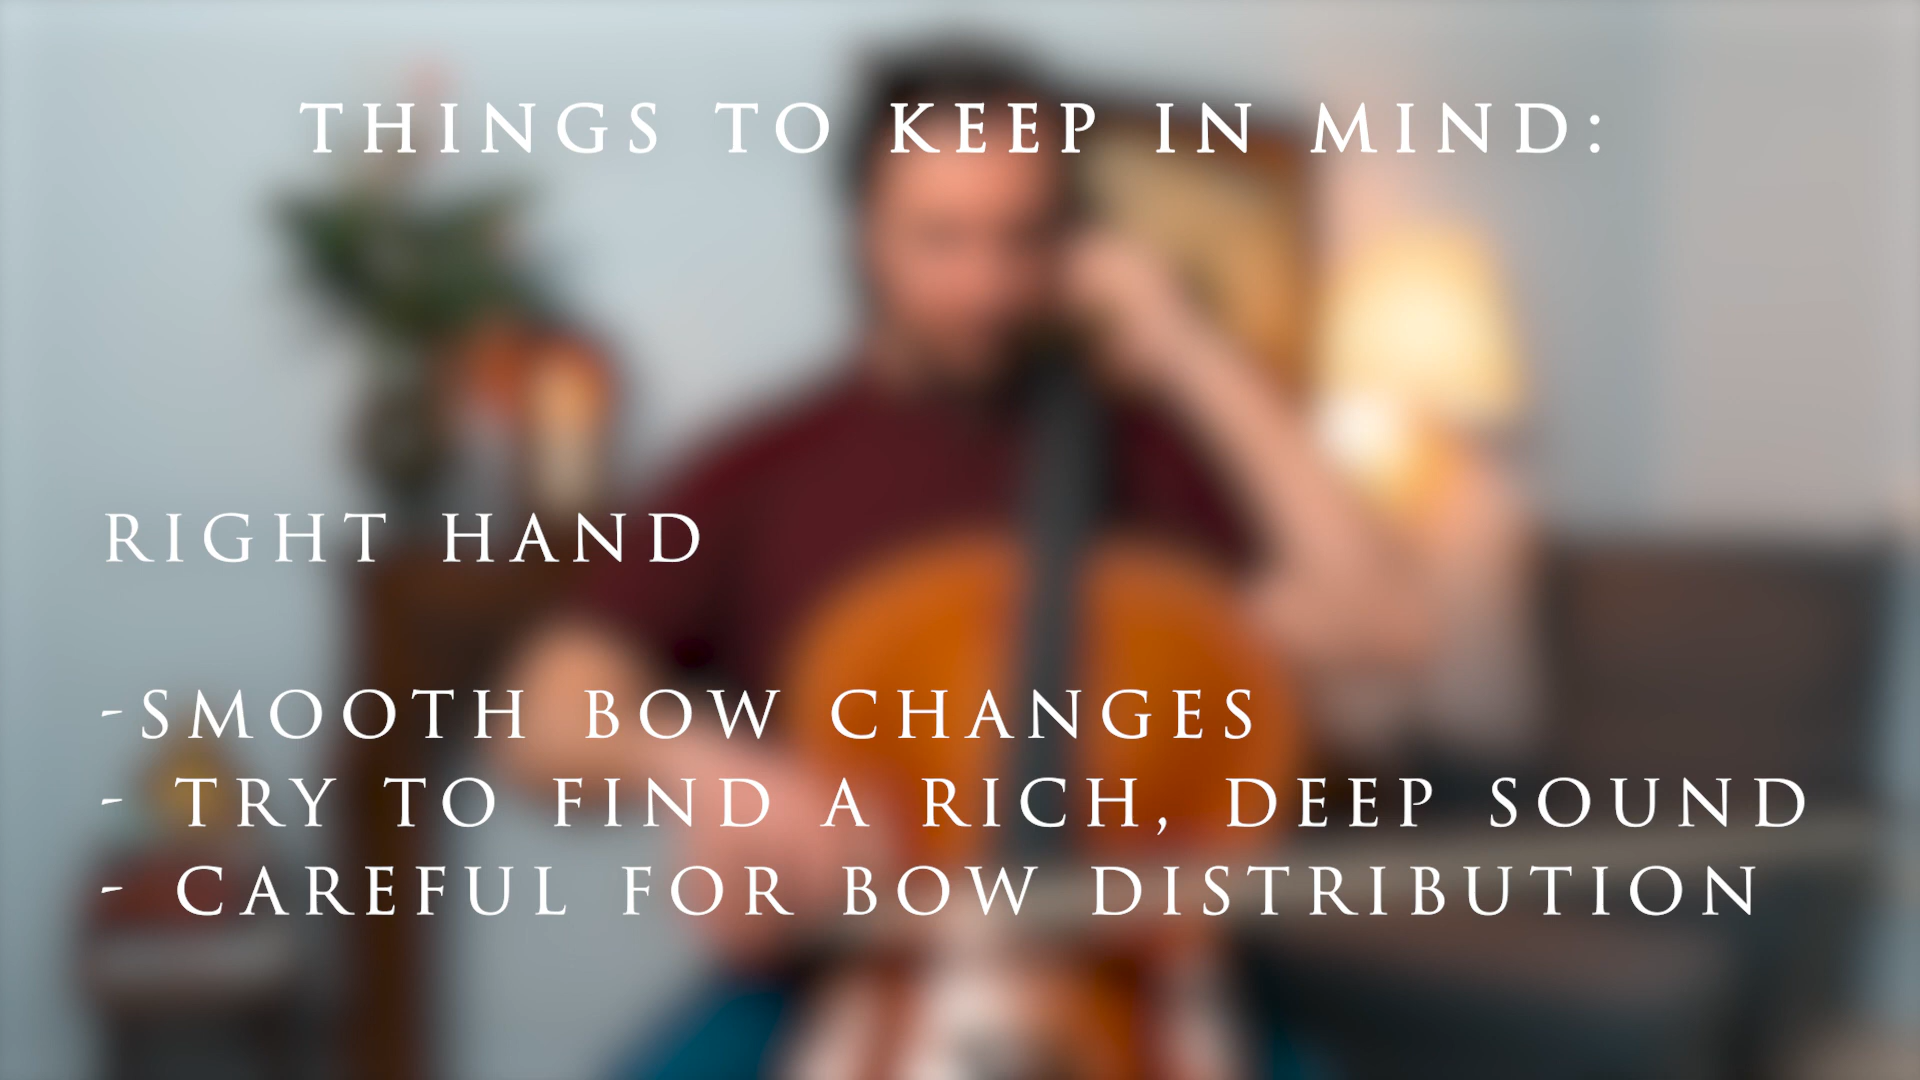 THINGS TO KEEP IN MIND:
RIGHT HAND
-SMOOTH BOW CHANGES
- TRY TO FIND A RICH, DEEP SOUND
- CAREFUL FOR BOW DISTRIBUTION